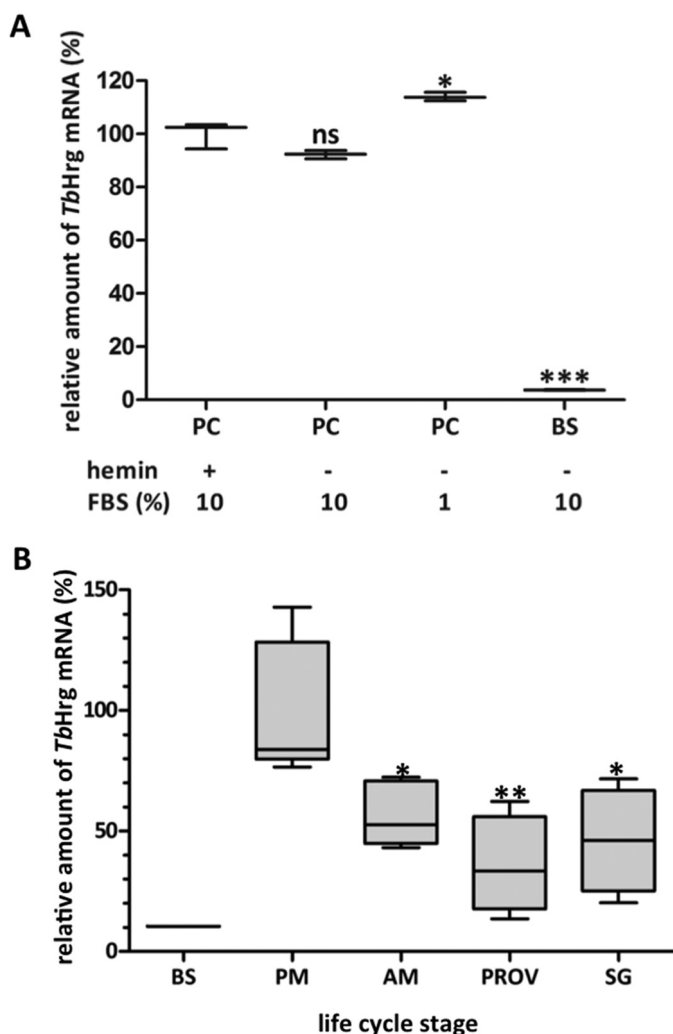 A
relative amount of TbHrg mRNA (%)
120
100
80
60
40
20
0
ns
*
***
PC PC PC BS
hemin + - - -
FBS (%) 10 10 1 10
B
relative amount of TbHrg mRNA (%)
150
100
50
0
*
**
*
BS PM AM PROV SG
life cycle stage